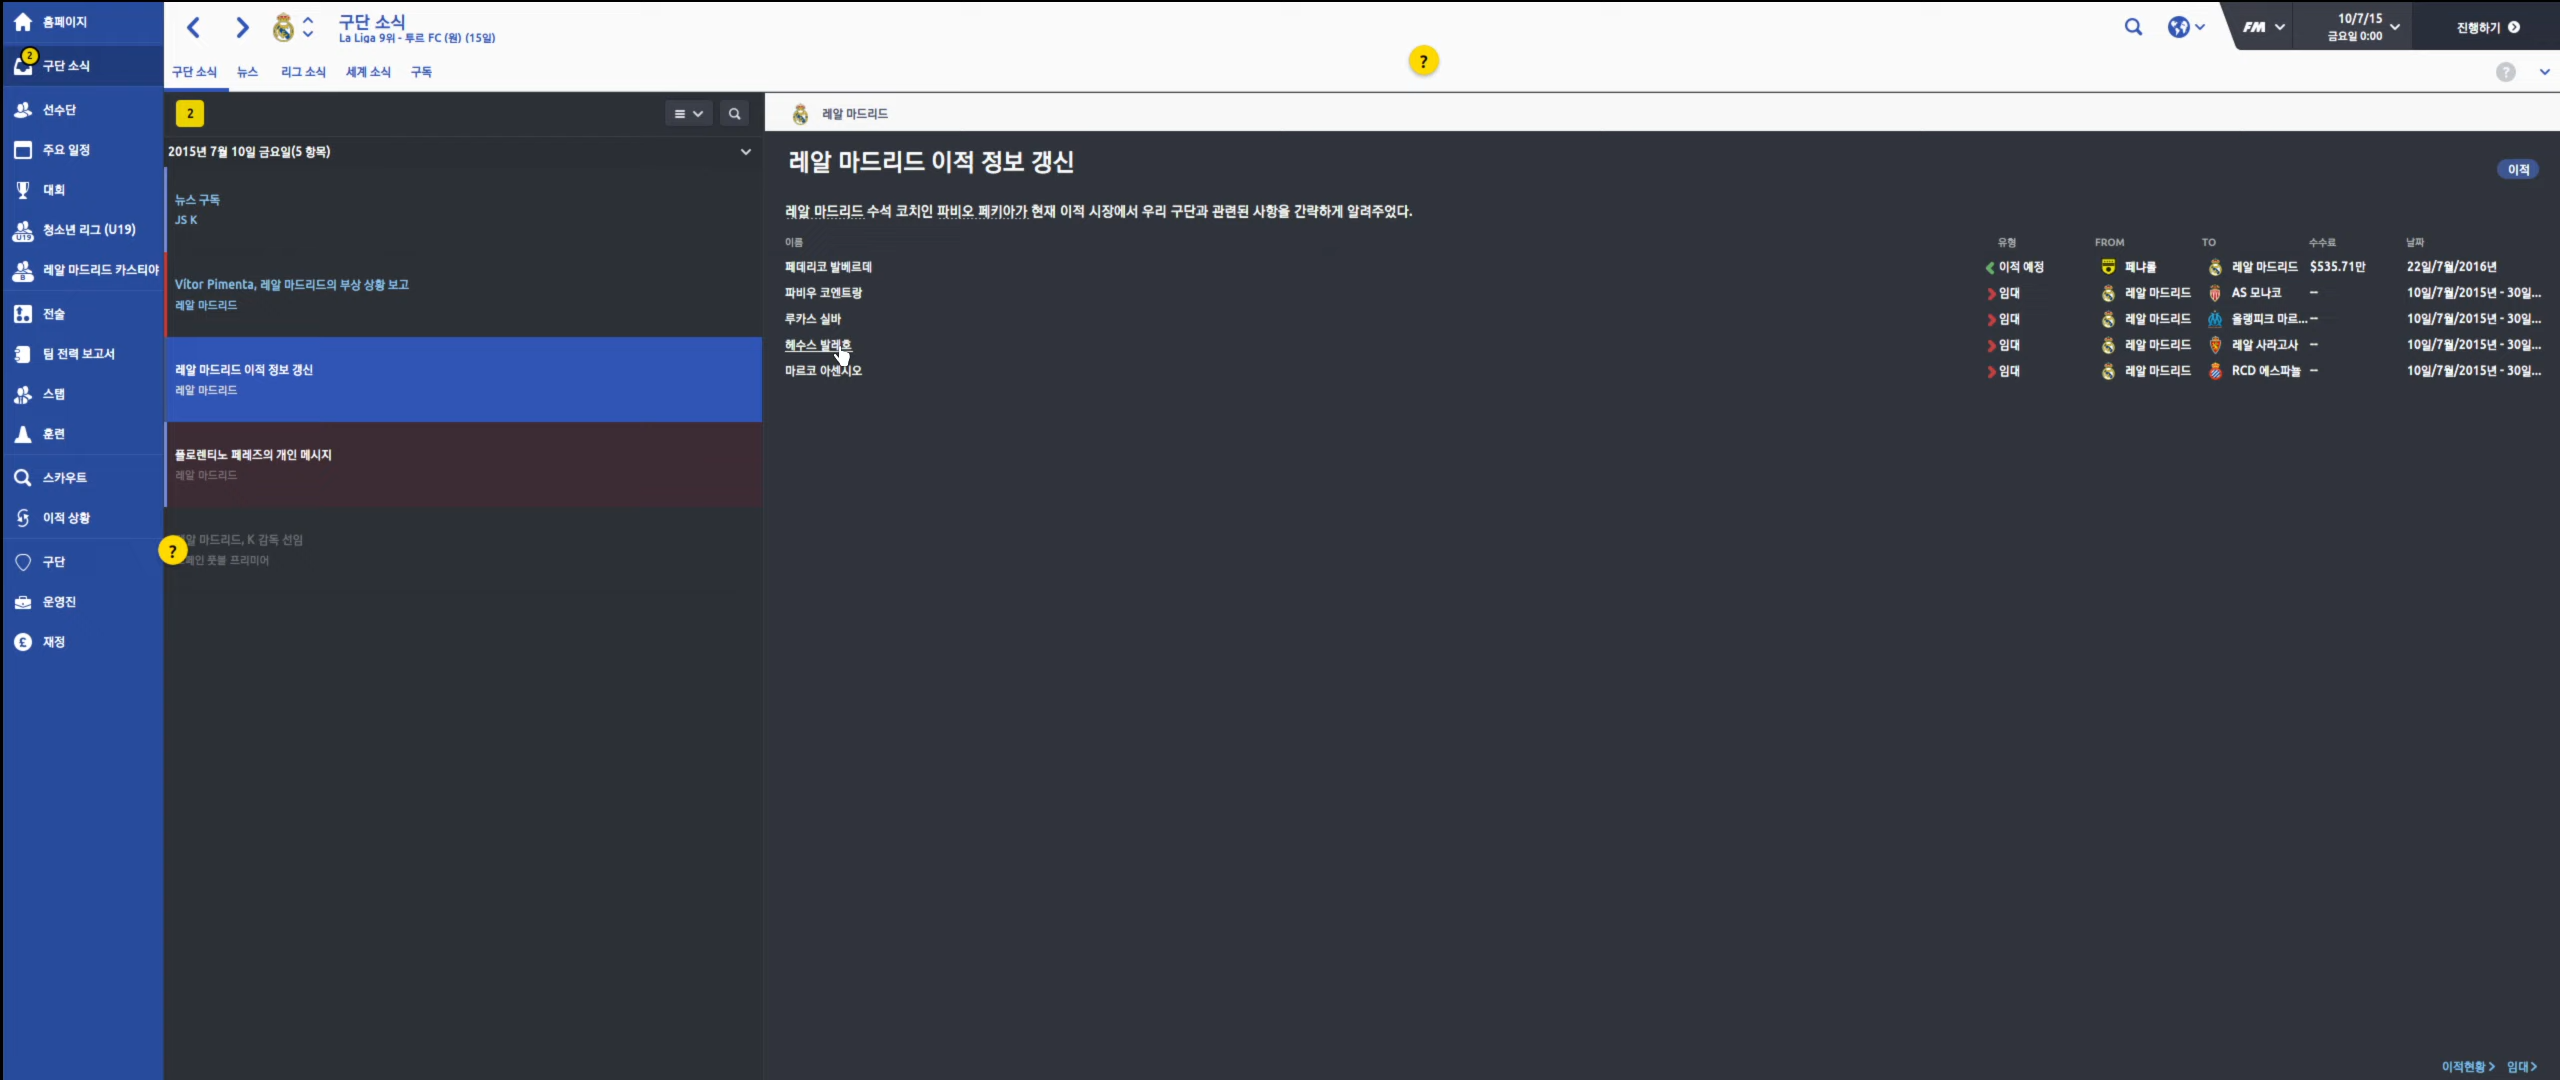 홈페이지
2
구단 소식
선수단
주요 일정
대회
U19
청소년 리그 (U19)
B
레알 마드리드 카스티야
전술
팀 전력 보고서
스탭
훈련
스카우트
이적 상황
구단
운영진
재정
구단 소식
La Liga 9위 - 투르 FC (원) (15일)
FM
10/7/15
금요일 0:00
진행하기
구단 소식 뉴스 리그 소식 세계 소식 구독
?
?
2
2015년 7월 10일 금요일(5 항목)
뉴스 구독
JS K
Vítor Pimenta, 레알 마드리드의 부상 상황 보고
레알 마드리드
레알 마드리드 이적 정보 갱신
레알 마드리드
플로렌티노 페레즈의 개인 메시지
레알 마드리드
마드리드, K 감독 선임
풋볼 프리미어
?
레알 마드리드
레알 마드리드 이적 정보 갱신
이적
레알 마드리드 수석 코치인 파비오 페키아가 현재 이적 시장에서 우리 구단과 관련된 사항을 간략하게 알려주었다.
이름 유형 FROM TO 수수료 날짜
페데리코 발베르데 이적 예정 페냐롤 레알 마드리드 $535.71만 22일/7월/2016년
파비우 코엔트랑 임대 레알 마드리드 AS 모나코 -- 10일/7월/2015년 - 30일...
루카스 실바 임대 레알 마드리드 올랭피크 마르... -- 10일/7월/2015년 - 30일...
헤수스 발레호 임대 레알 마드리드 레알 사라고사 -- 10일/7월/2015년 - 30일...
마르코 아센시오 임대 레알 마드리드 RCD 에스파뇰 -- 10일/7월/2015년 - 30일...
이적현황 임대